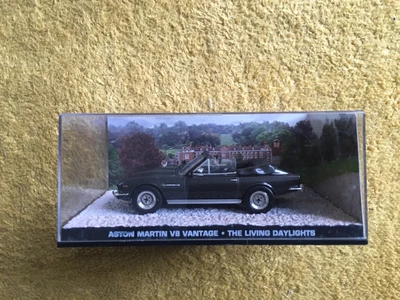 ASTON MARTIN V8 VANTAGE • THE LIVING DAYLIGHTS